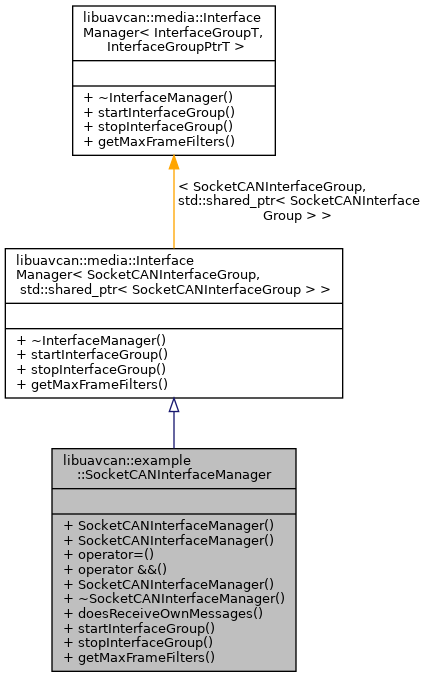 libuavcan::media::Interface
Manager< InterfaceGroupT,
InterfaceGroupPtrT >
+ ~InterfaceManager()
+ startInterfaceGroup()
+ stopInterfaceGroup()
+ getMaxFrameFilters()
< SocketCANInterfaceGroup,
std::shared_ptr< SocketCANInterface
Group > >
libuavcan::media::Interface
Manager< SocketCANInterfaceGroup,
std::shared_ptr< SocketCANInterfaceGroup > >
+ ~InterfaceManager()
+ startInterfaceGroup()
+ stopInterfaceGroup()
+ getMaxFrameFilters()
libuavcan::example
::SocketCANInterfaceManager
+ SocketCANInterfaceManager()
+ SocketCANInterfaceManager()
+ operator=()
+ operator &&()
+ SocketCANInterfaceManager()
+ ~SocketCANInterfaceManager()
+ doesReceiveOwnMessages()
+ startInterfaceGroup()
+ stopInterfaceGroup()
+ getMaxFrameFilters()